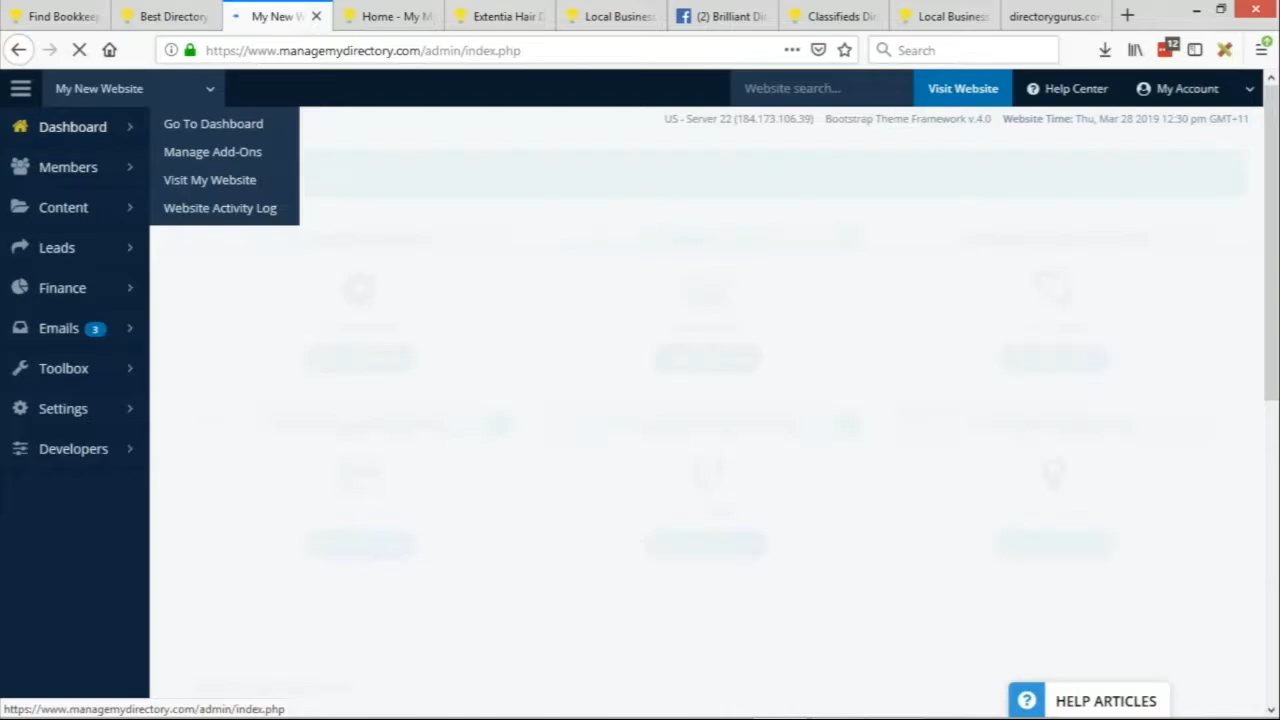 Find Bookkee
Best Directory
My New W
Home - My M
Extentia Hair D
Local Business
(2) Brilliant Di
Classifieds Di
Local Business
directorygurus.co
https://www.managemydirectory.com/admin/index.php
Search
12
My New Website
Website search...
Visit Website
Help Center
My Account
US - Server 22 (184.173.106.39)
Bootstrap Theme Framework v.4.0
Website Time: Thu, Mar 28 2019 12:30 pm GMT+11
Dashboard
Members
Content
Leads
Finance
Emails 3
Toolbox
Settings
Developers
Go To Dashboard
Manage Add-Ons
Visit My Website
Website Activity Log
HELP ARTICLES
https://www.managemydirectory.com/admin/index.php